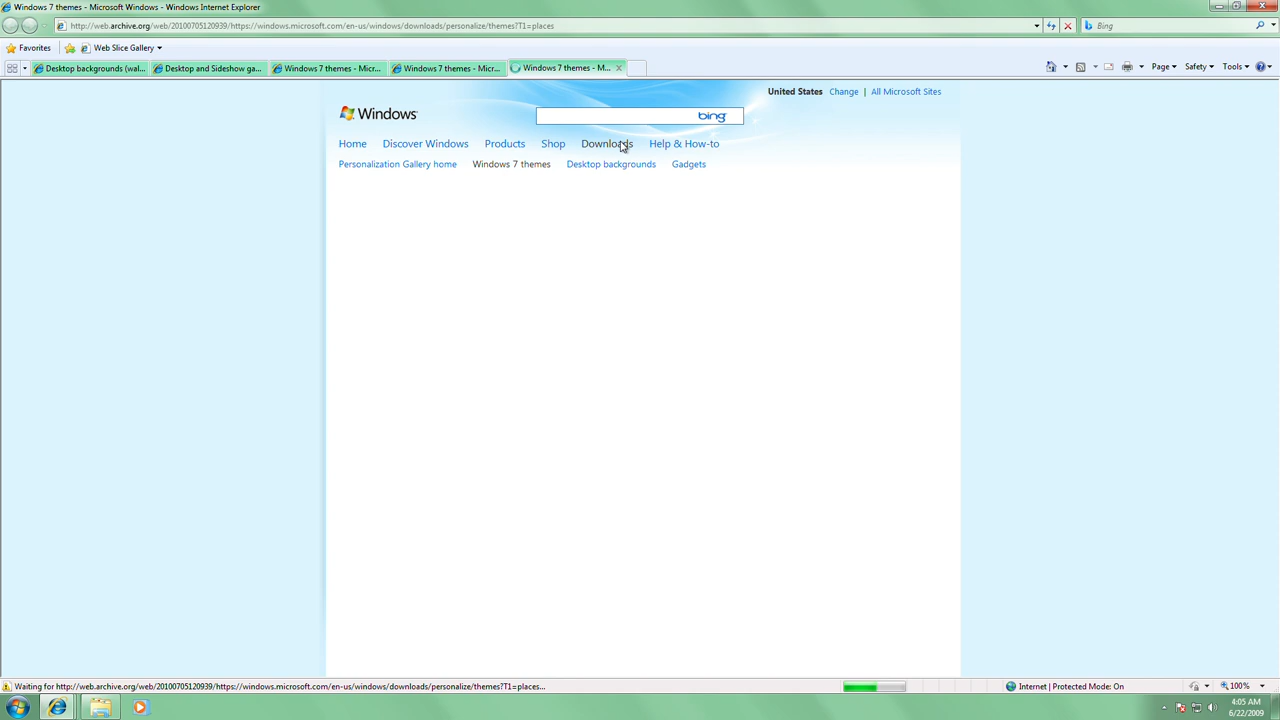 Windows 7 themes - Microsoft Windows - Windows Internet Explorer
http://web.archive.org/web/20100705120939/https://windows.microsoft.com/en-us/windows/downloads/personalize/themes?T1=places
Bing
Favorites
Web Slice Gallery
Desktop backgrounds (wal...
Desktop and Sideshow ga...
Windows 7 themes - Micr...
Windows 7 themes - Micr...
Windows 7 themes - M...
Page
Safety
Tools
United States
Change
|
All Microsoft Sites
Windows
bing
Home
Discover Windows
Products
Shop
Downloads
Help & How-to
Personalization Gallery home
Windows 7 themes
Desktop backgrounds
Gadgets
Waiting for http://web.archive.org/web/20100705120939/https://windows.microsoft.com/en-us/windows/downloads/personalize/themes?T1=places...
Internet | Protected Mode: On
100%
4:05 AM
6/22/2009